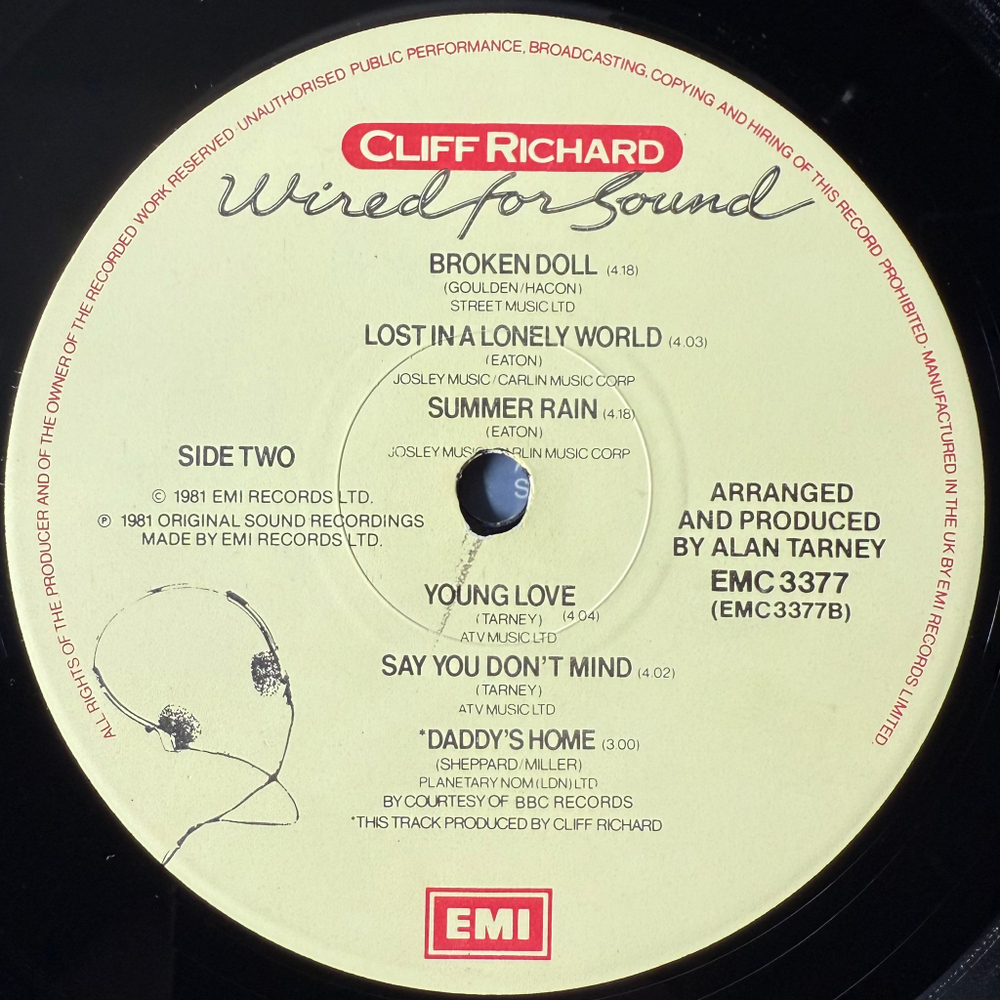 ALL RIGHTS OF THE PRODUCER AND OF THE OWNER OF THE RECORDED WORK RESERVED · UNAUTHORISED PUBLIC PERFORMANCE, BROADCASTING, COPYING AND HIRING OF THIS RECORD PROHIBITED · MANUFACTURED IN THE UK BY EMI RECORDS LIMITED.
CLIFF RICHARD
Wired for Sound
BROKEN DOLL (4.18)
(GOULDEN/HACON)
STREET MUSIC LTD
LOST IN A LONELY WORLD (4.03)
(EATON)
JOSLEY MUSIC/CARLIN MUSIC CORP
SUMMER RAIN (4.18)
(EATON)
JOSLEY MUSIC/CARLIN MUSIC CORP
SIDE TWO
© 1981 EMI RECORDS LTD.
℗ 1981 ORIGINAL SOUND RECORDINGS
MADE BY EMI RECORDS LTD.
S
ARRANGED
AND PRODUCED
BY ALAN TARNEY
EMC 3377
(EMC 3377B)
YOUNG LOVE
(TARNEY) (4.04)
ATV MUSIC LTD
SAY YOU DON'T MIND (4.02)
(TARNEY)
ATV MUSIC LTD
*DADDY'S HOME (3.00)
(SHEPPARD/MILLER)
PLANETARY NOM (LDN) LTD
BY COURTESY OF BBC RECORDS
*THIS TRACK PRODUCED BY CLIFF RICHARD
EMI